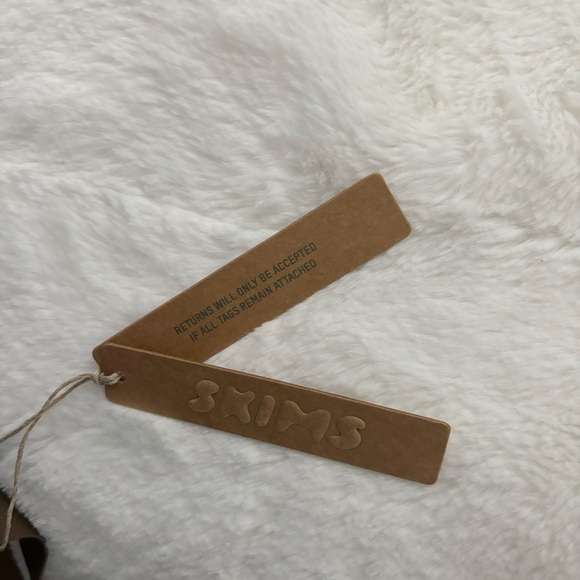 RETURNS WILL ONLY BE ACCEPTED
IF ALL TAGS REMAIN ATTACHED
SKIMS